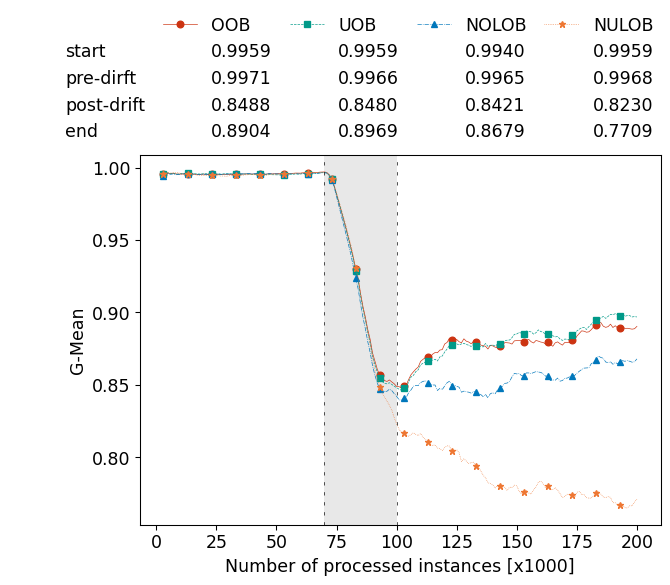 OOB UOB NOLOB NULOB
start 0.9959 0.9959 0.9940 0.9959
pre-dirft 0.9971 0.9966 0.9965 0.9968
post-drift 0.8488 0.8480 0.8421 0.8230
end 0.8904 0.8969 0.8679 0.7709
1.00
0.95
0.90
0.85
0.80
G-Mean
0 25 50 75 100 125 150 175 200
Number of processed instances [x1000]